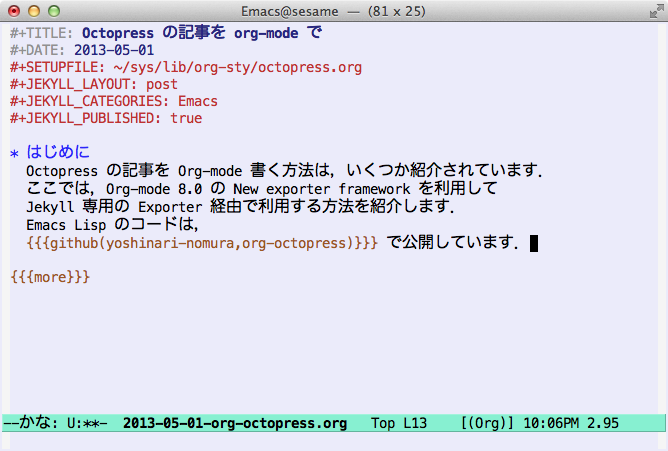 Emacs@sesame — (81 x 25)
#+TITLE: Octopress の記事を org-mode で
#+DATE: 2013-05-01
#+SETUPFILE: ~/sys/lib/org-sty/octopress.org
#+JEKYLL_LAYOUT: post
#+JEKYLL_CATEGORIES: Emacs
#+JEKYLL_PUBLISHED: true
* はじめに
Octopress の記事を Org-mode 書く方法は，いくつか紹介されています．
ここでは，Org-mode 8.0 の New exporter framework を利用して
Jekyll 専用の Exporter 経由で利用する方法を紹介します．
Emacs Lisp のコードは，
{{{github(yoshinari-nomura,org-octopress)}}} で公開しています．
{{{more}}}
--かな: U:**-  2013-05-01-org-octopress.org   Top L13    [(Org)] 10:06PM 2.95